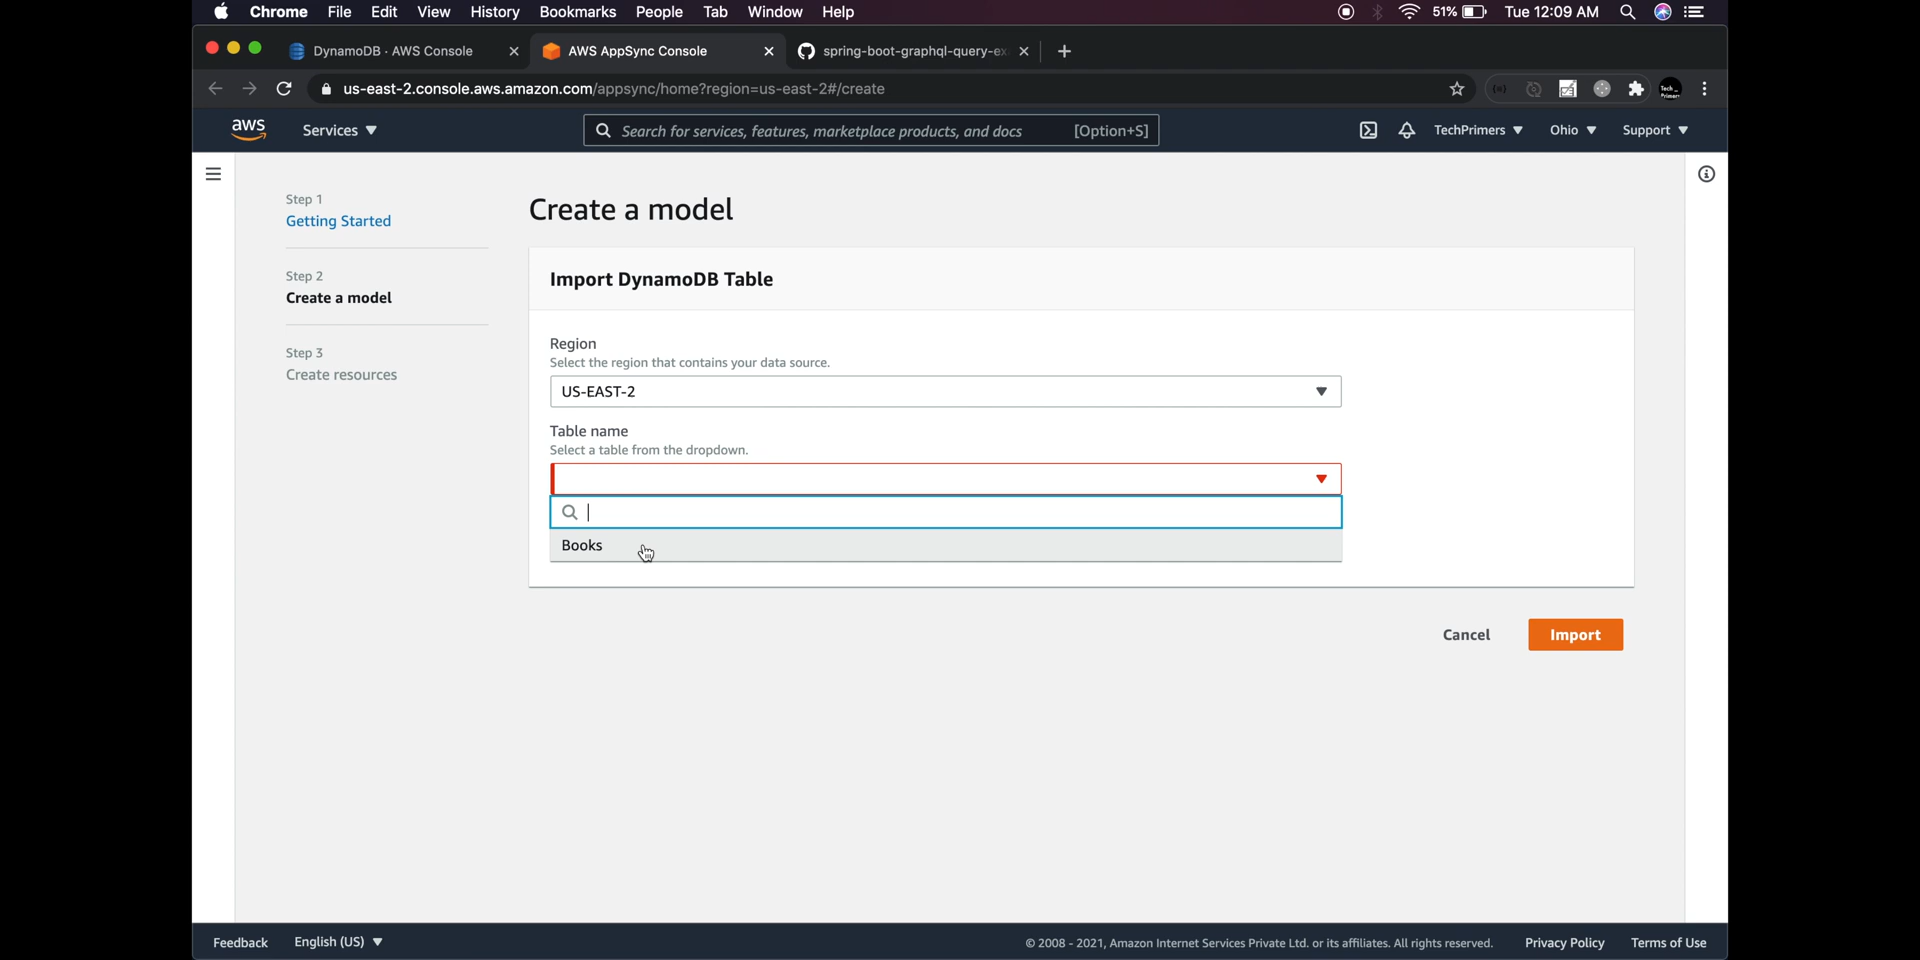 Chrome File Edit View History Bookmarks People Tab Window Help 51% Tue 12:09 AM
DynamoDB · AWS Console AWS AppSync Console spring-boot-graphql-query-ex
us-east-2.console.aws.amazon.com/appsync/home?region=us-east-2#/create
aws Services Search for services, features, marketplace products, and docs [Option+S] TechPrimers Ohio Support
Step 1
Getting Started
Step 2
Create a model
Step 3
Create resources
Create a model
Import DynamoDB Table
Region
Select the region that contains your data source.
US-EAST-2
Table name
Select a table from the dropdown.
Books
Cancel Import
Feedback English (US) © 2008 - 2021, Amazon Internet Services Private Ltd. or its affiliates. All rights reserved. Privacy Policy Terms of Use